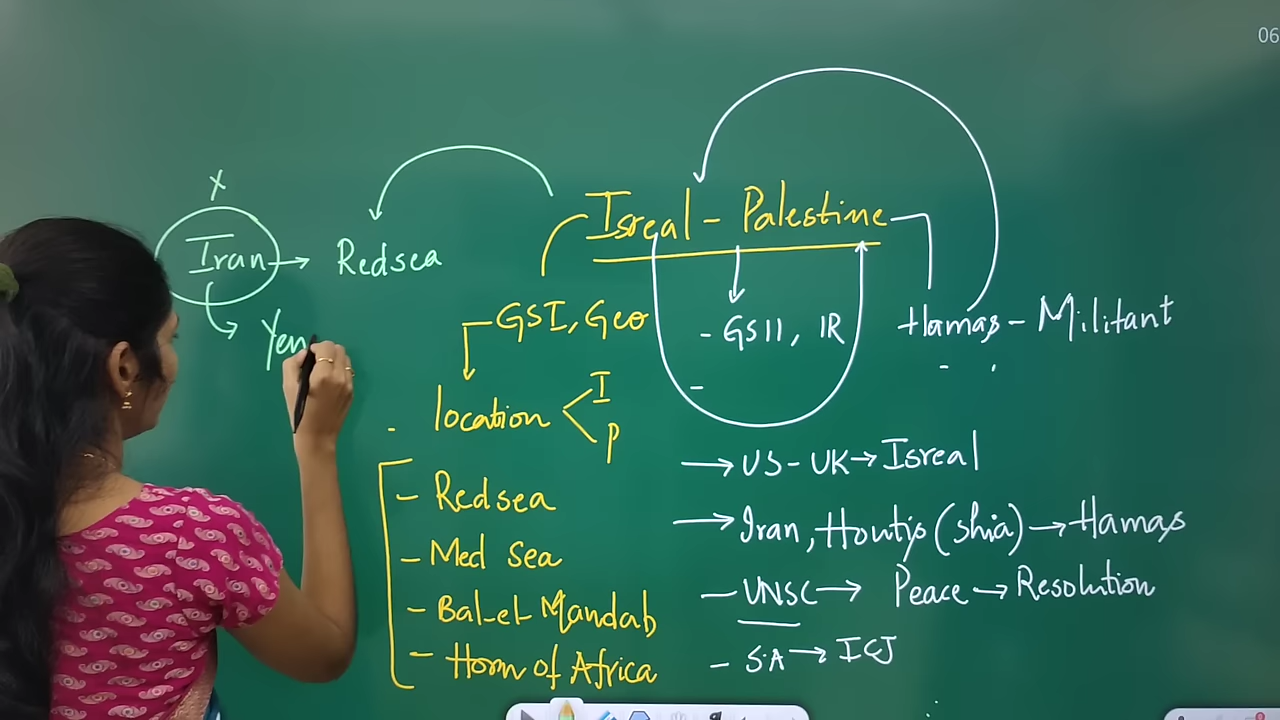 06
x
Isreal - Palestine
Iran → Redsea
Yen
GSI, Geo
- GSII, IR
Hamas - Militant
location < I
P
- Redsea
- Med Sea
- Bal-el-Mandab
- Horn of Africa
→ US - UK → Isreal
→ Iran, Houtis (shia) → Hamas
- UNSC → Peace → Resolution
- S.A → ICJ